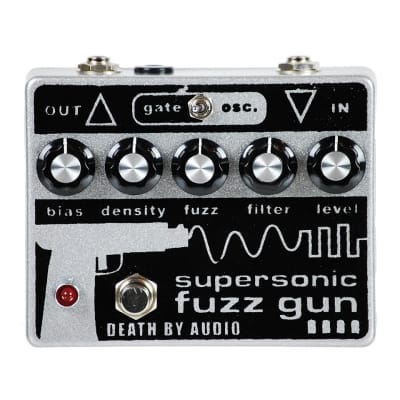 OUT gate osc. IN
bias density fuzz filter level
supersonic
fuzz gun
DEATH BY AUDIO